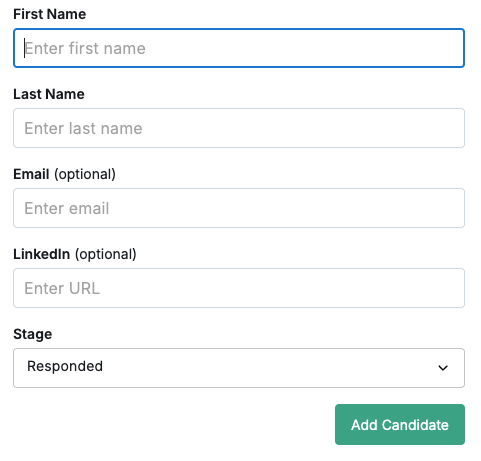 First Name
Enter first name
Last Name
Enter last name
Email (optional)
Enter email
LinkedIn (optional)
Enter URL
Stage
Responded
Add Candidate